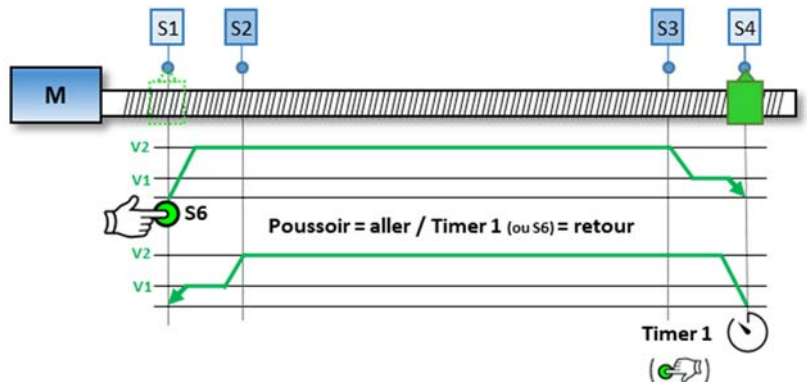 S1 S2 S3 S4
M
V2
V1
S6
Poussoir = aller / Timer 1 (ou S6) = retour
V2
V1
Timer 1
( )